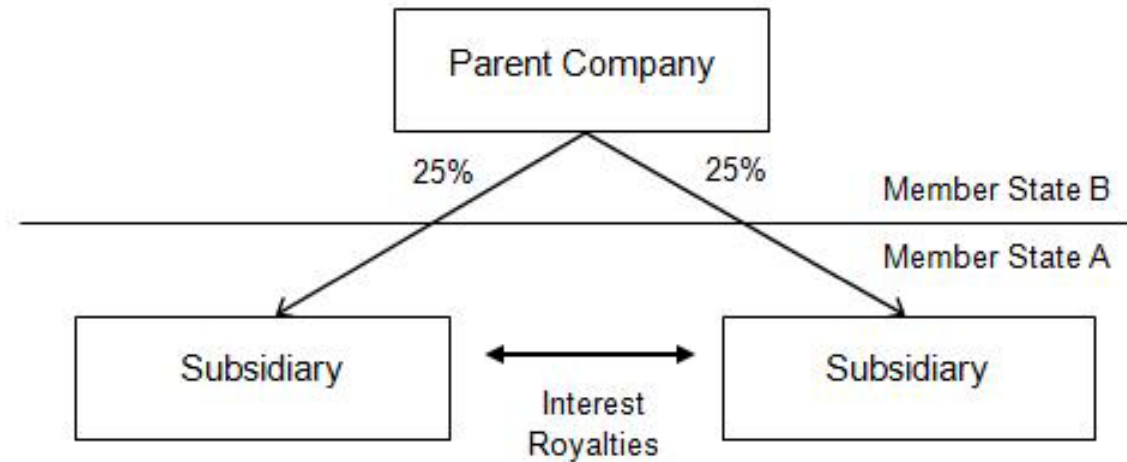 Parent Company
25%
25%
Member State B
Member State A
Subsidiary
Subsidiary
Interest
Royalties